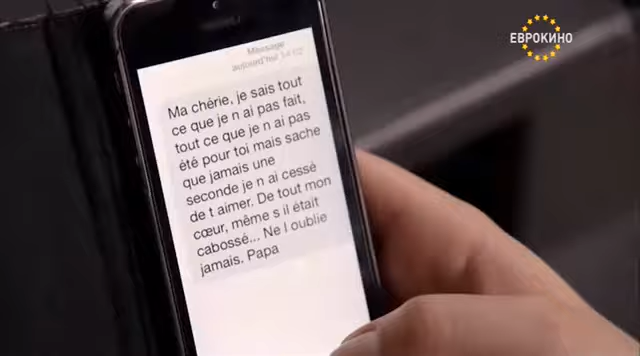 ЕВРОКИНО
Message
aujourd'hui 14:02
Ma chérie, je sais tout
ce que je n ai pas fait,
tout ce que je n ai pas
été pour toi mais sache
que jamais une
seconde je n ai cessé
de t aimer. De tout mon
cœur, même s il était
cabossé... Ne l oublie
jamais. Papa